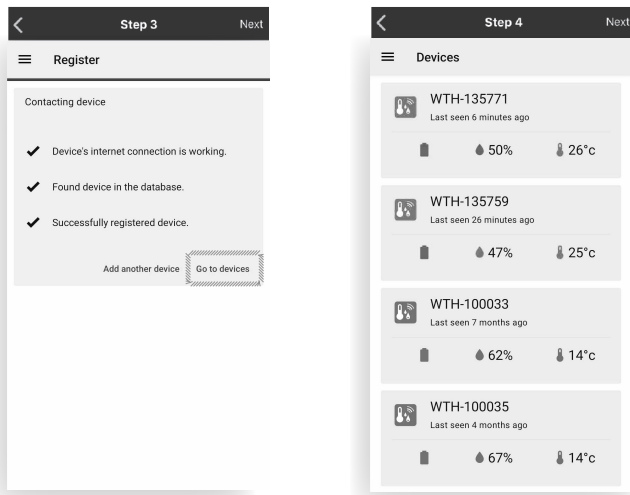 Step 3 Next
Register
Contacting device
Device's internet connection is working.
Found device in the database.
Successfully registered device.
Add another device Go to devices
Step 4 Next
Devices
WTH-135771
Last seen 6 minutes ago
50% 26°c
WTH-135759
Last seen 26 minutes ago
47% 25°c
WTH-100033
Last seen 7 months ago
62% 14°c
WTH-100035
Last seen 4 months ago
67% 14°c